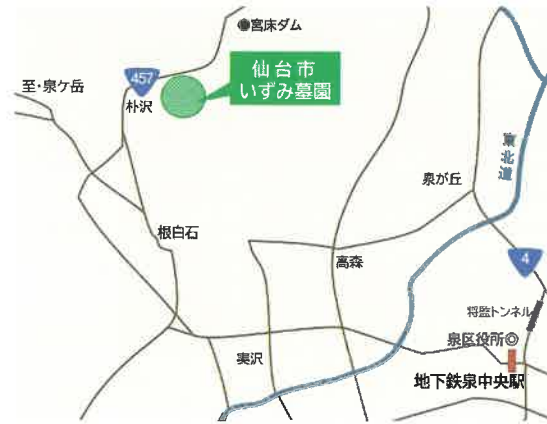 宮床ダム
457
仙台市
いずみ墓園
至・泉ケ岳
朴沢
東北道
泉が丘
根白石
高森
4
将監トンネル
泉区役所
実沢
地下鉄泉中央駅